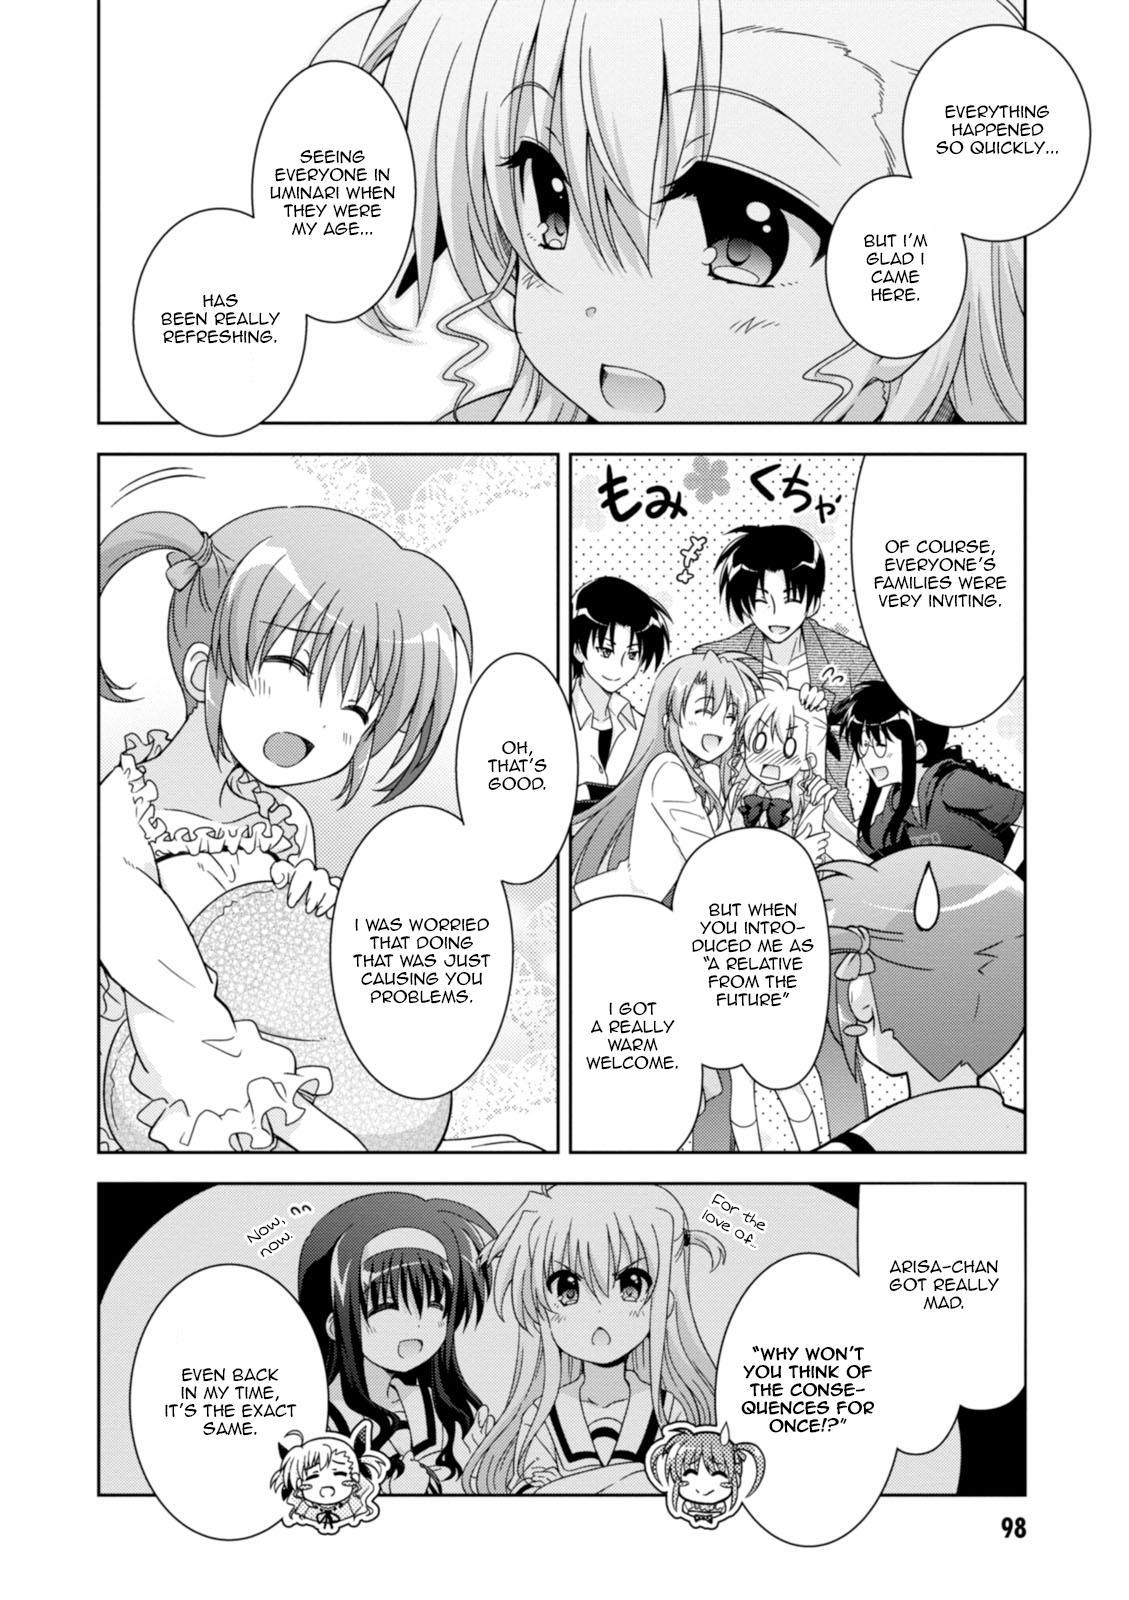 EVERYTHING
HAPPENED
SO QUICKLY...
BUT I'M
GLAD I
CAME
HERE.
SEEING
EVERYONE IN
UMINARI WHEN
THEY WERE
MY AGE...
HAS
BEEN REALLY
REFRESHING.
もみくちゃ
OF COURSE,
EVERYONE'S
FAMILIES WERE
VERY INVITING.
BUT WHEN
YOU INTRO-
DUCED ME AS
"A RELATIVE
FROM THE
FUTURE"
I GOT
A REALLY
WARM
WELCOME.
OH,
THAT'S
GOOD.
I WAS WORRIED
THAT DOING
THAT WAS JUST
CAUSING YOU
PROBLEMS.
ARISA-CHAN
GOT REALLY
MAD.
"WHY WON'T
YOU THINK OF
THE CONSE-
QUENCES FOR
ONCE!?"
For the
love of...
Now,
now.
EVEN BACK
IN MY TIME,
IT'S THE EXACT
SAME.
98